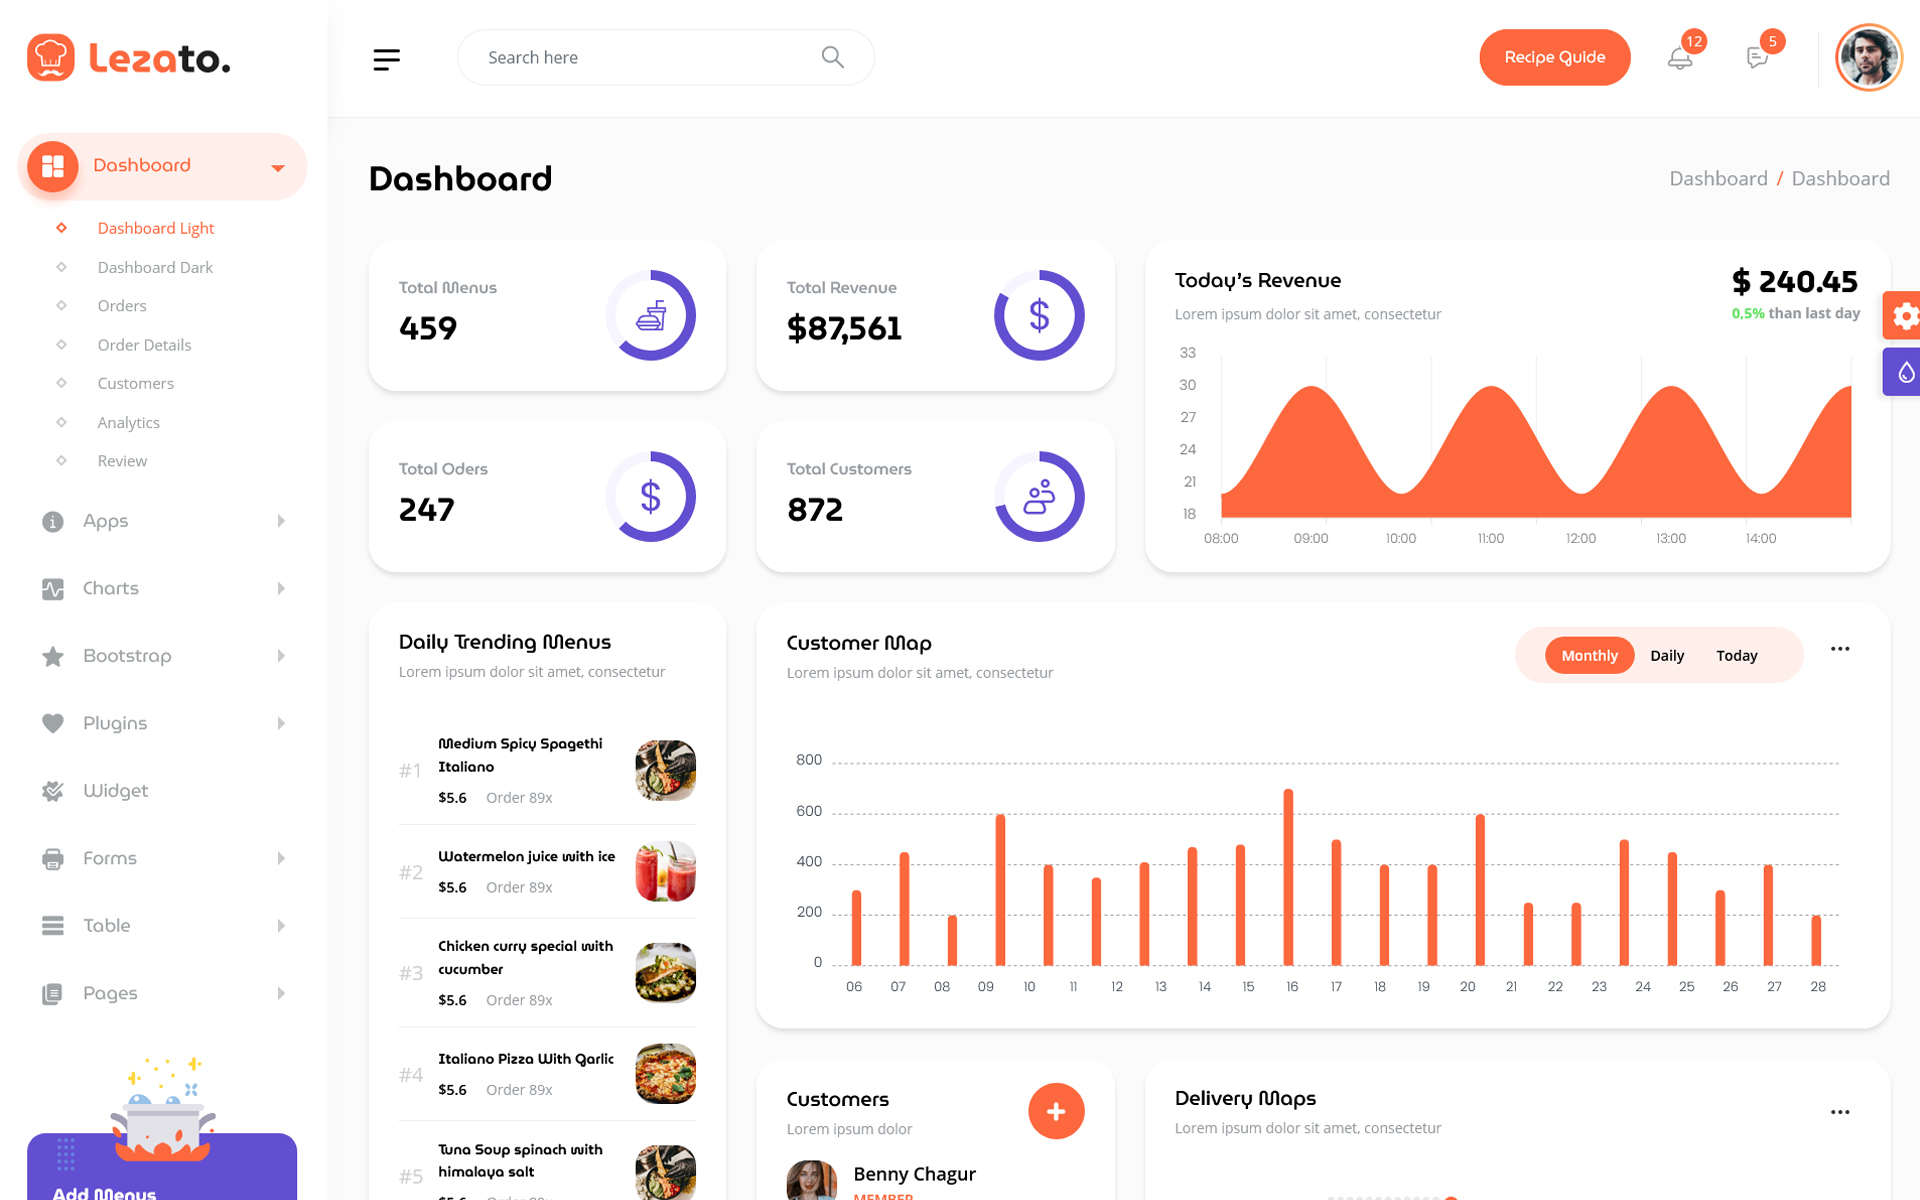 Lezato.
Search here
Recipe Guide
12
5
Dashboard
Dashboard Light
Dashboard Dark
Orders
Order Details
Customers
Analytics
Review
Apps
Charts
Bootstrap
Plugins
Widget
Forms
Table
Pages
Add Menus
Dashboard
Dashboard / Dashboard
Total Menus
459
Total Revenue
$87,561
Total Oders
247
Total Customers
872
Today's Revenue
Lorem ipsum dolor sit amet, consectetur
$ 240.45
0,5% than last day
33
30
27
24
21
18
08:00 09:00 10:00 11:00 12:00 13:00 14:00
Daily Trending Menus
Lorem ipsum dolor sit amet, consectetur
#1
Medium Spicy Spagethi
Italiano
$5.6 Order 89x
#2
Watermelon juice with ice
$5.6 Order 89x
#3
Chicken curry special with
cucumber
$5.6 Order 89x
#4
Italiano Pizza With Garlic
$5.6 Order 89x
#5
Tuna Soup spinach with
himalaya salt
$5.6 Order 89x
Customer Map
Lorem ipsum dolor sit amet, consectetur
Monthly Daily Today
800
600
400
200
0
06 07 08 09 10 11 12 13 14 15 16 17 18 19 20 21 22 23 24 25 26 27 28
Customers
Lorem ipsum dolor
Benny Chagur
MEMBER
Delivery Maps
Lorem ipsum dolor sit amet, consectetur